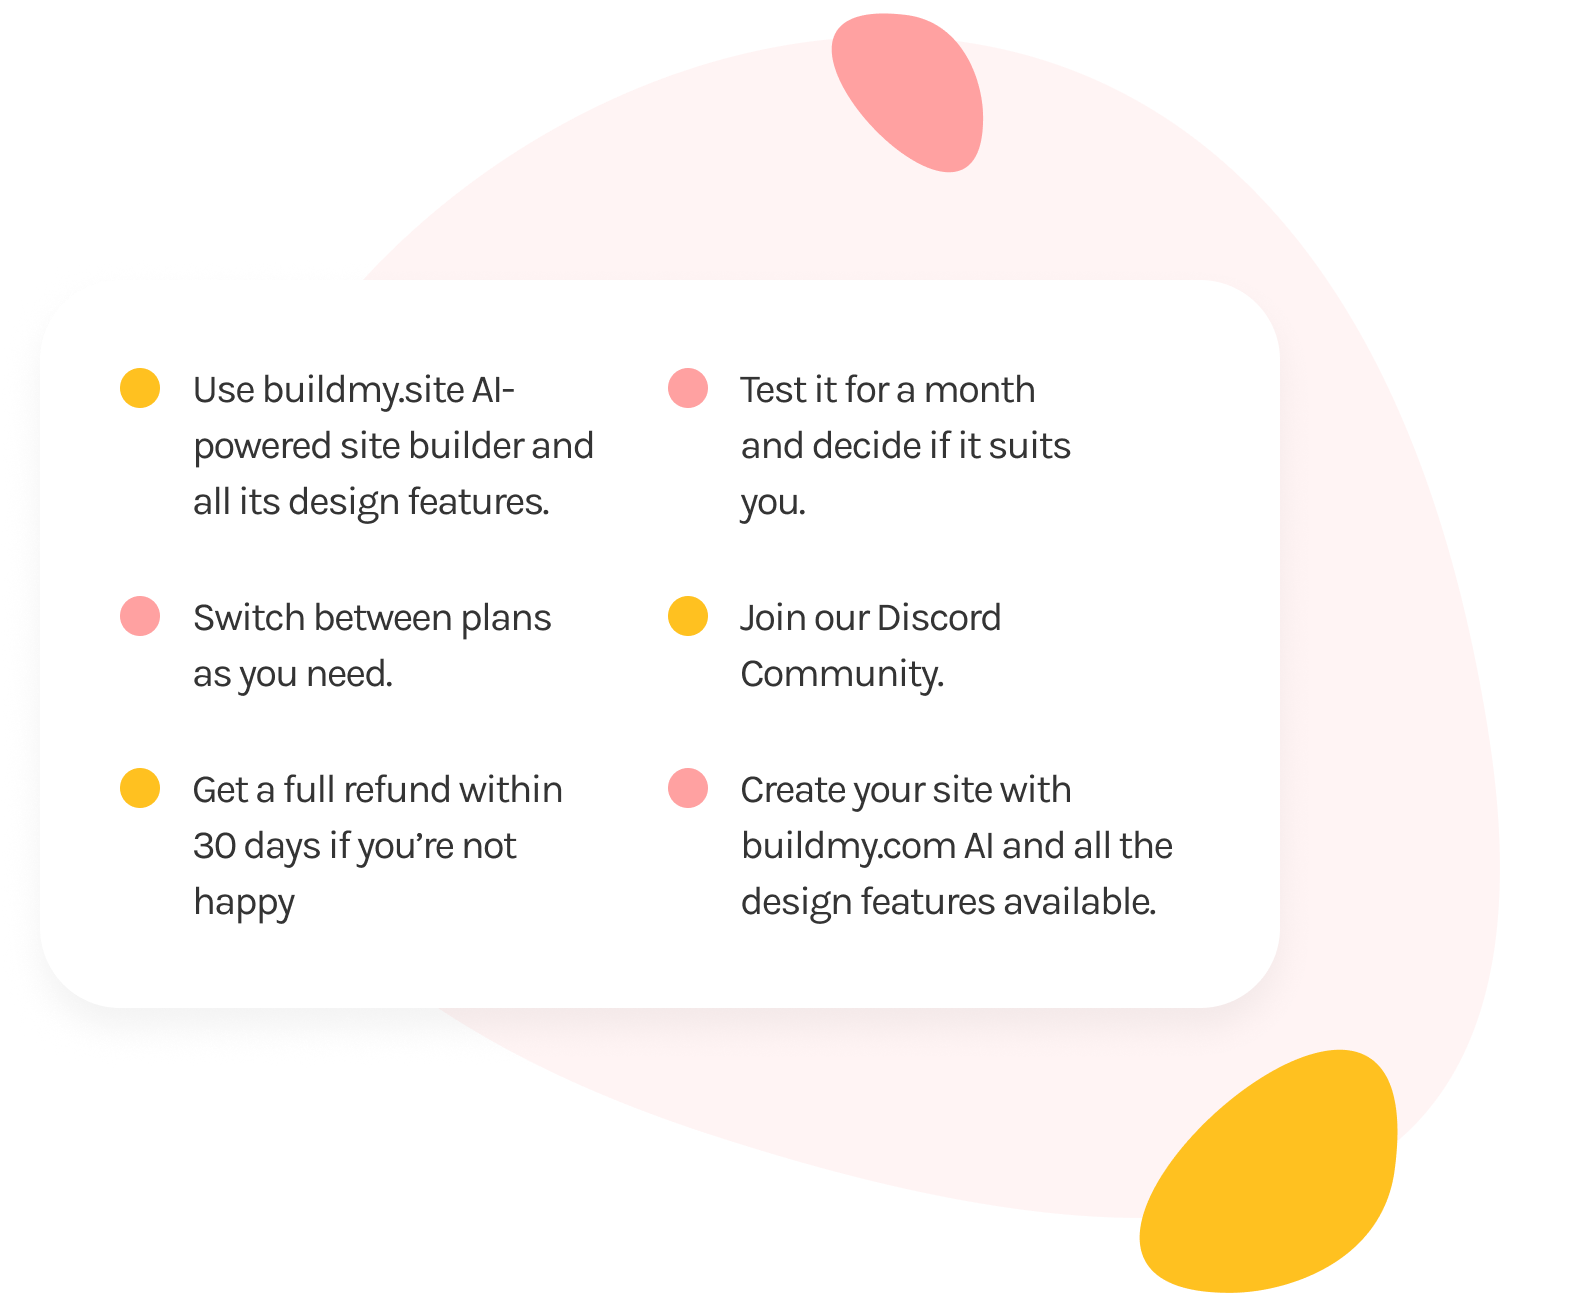 Use buildmy.site AI-
powered site builder and
all its design features.
Test it for a month
and decide if it suits
you.
Switch between plans
as you need.
Join our Discord
Community.
Get a full refund within
30 days if you’re not
happy
Create your site with
buildmy.com AI and all the
design features available.